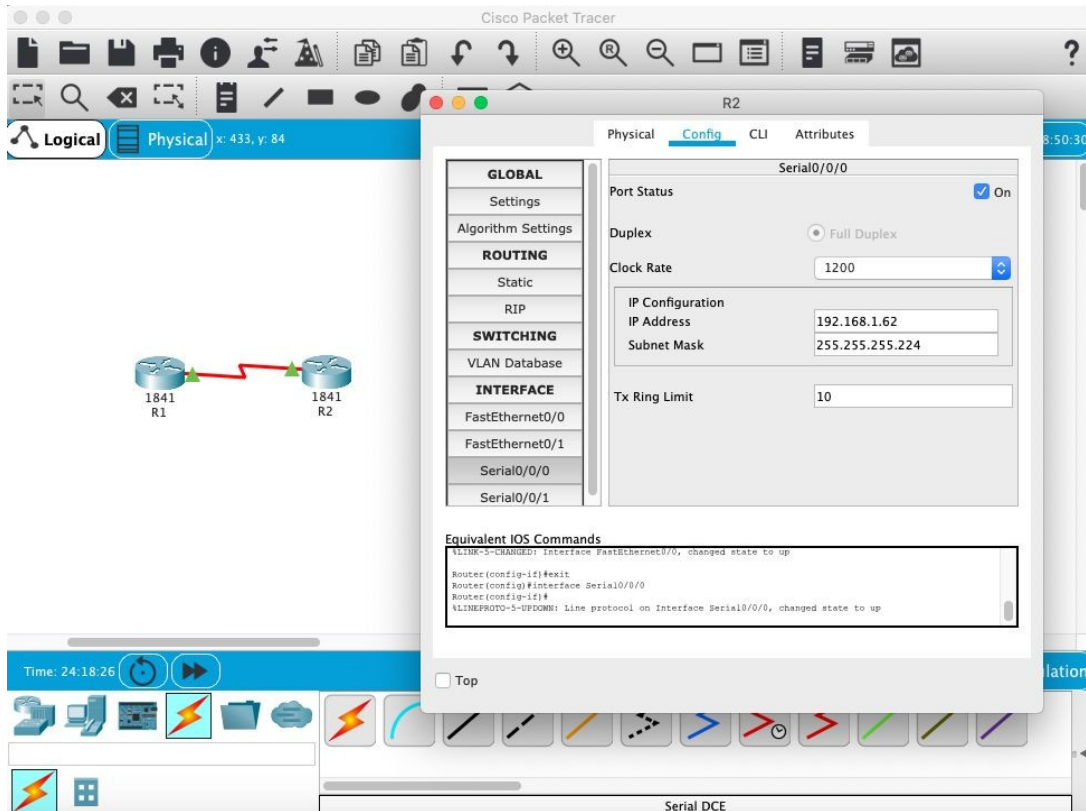 Cisco Packet Tracer
Logical
Physical x: 433, y: 84
R2
Physical Config CLI Attributes
8:50:30
GLOBAL
Settings
Algorithm Settings
ROUTING
Static
RIP
SWITCHING
VLAN Database
INTERFACE
FastEthernet0/0
FastEthernet0/1
Serial0/0/0
Serial0/0/1
Serial0/0/0
Port Status On
Duplex Full Duplex
Clock Rate 1200
IP Configuration
IP Address 192.168.1.62
Subnet Mask 255.255.255.224
Tx Ring Limit 10
1841
R1
1841
R2
Equivalent IOS Commands
%LINK-5-CHANGED: Interface FastEthernet0/0, changed state to up
Router(config-if)#exit
Router(config)#interface Serial0/0/0
Router(config-if)#
%LINEPROTO-5-UPDOWN: Line protocol on Interface Serial0/0/0, changed state to up
Top
Time: 24:18:26
lation
Serial DCE